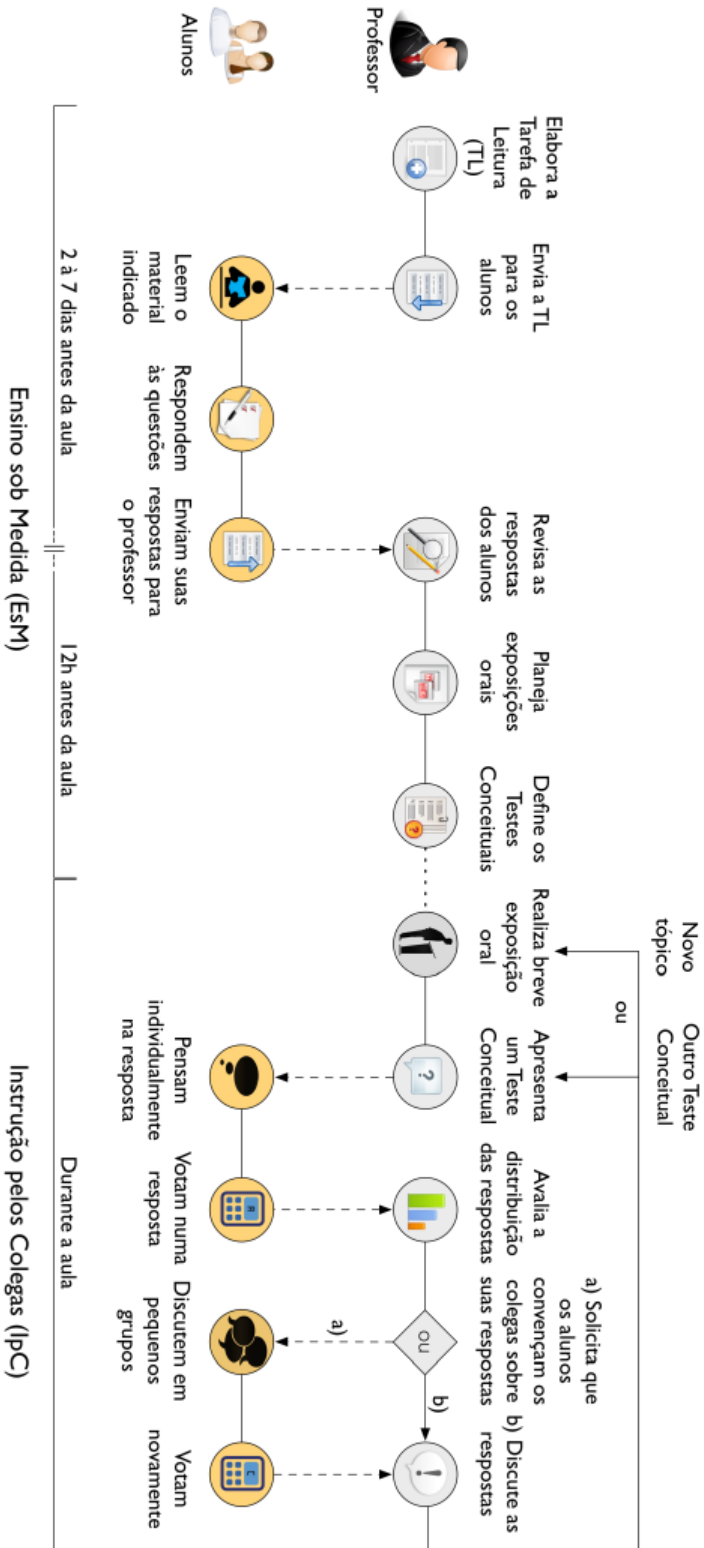 Novo
tópico
Outro Teste
Conceitual
ou
Professor
Elabora a
Tarefa de
Leitura
(TL)
Envia a TL
para os
alunos
Revisa as
respostas
dos alunos
Planeja
exposições
orais
Define os
Testes
Conceituais
Realiza breve
exposição
oral
Apresenta
um Teste
Conceitual
Avalia a
distribuição
das respostas
a) Solicita que
os alunos
convençam os
colegas sobre
suas respostas
b) Discute as
respostas
ou
a)
b)
Alunos
Leem o
material
indicado
Respondem
às questões
Enviam suas
respostas para
o professor
Pensam
individualmente
na resposta
Votam numa
resposta
Discutem em
pequenos
grupos
Votam
novamente
2 à 7 dias antes da aula
12h antes da aula
Durante a aula
Ensino sob Medida (EsM)
Instrução pelos Colegas (IpC)